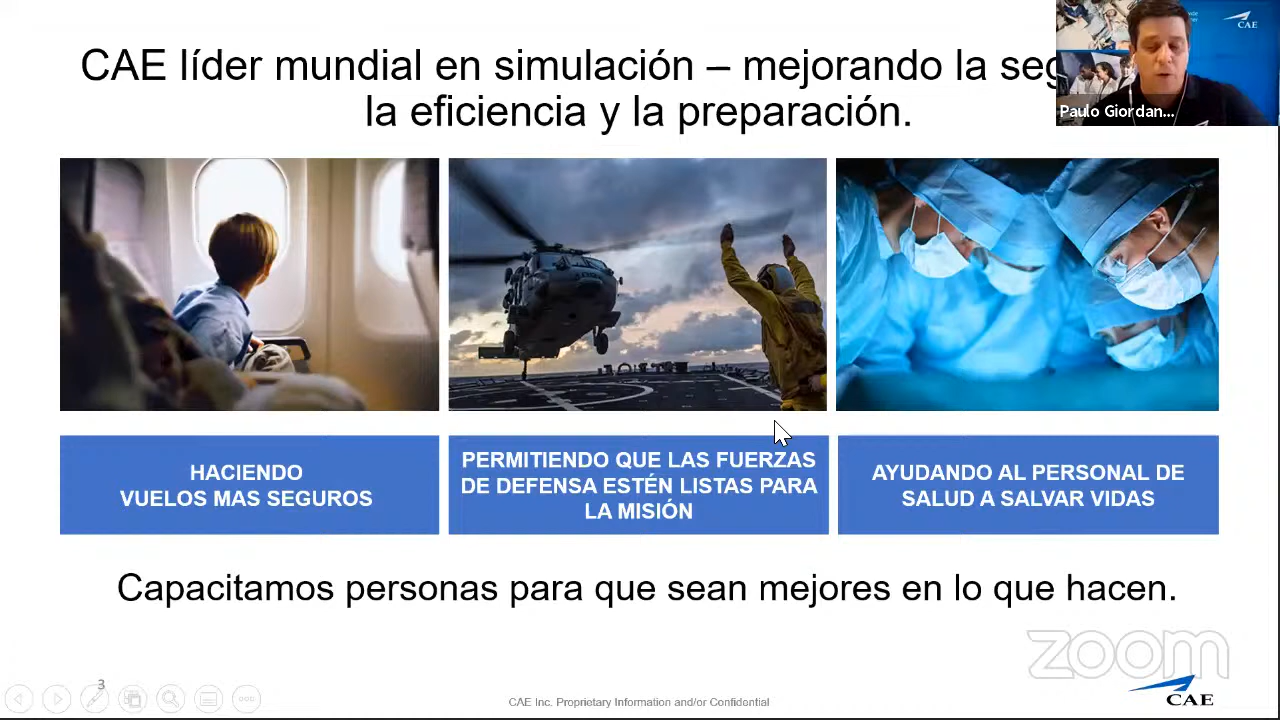 CAE líder mundial en simulación – mejorando la
la eficiencia y la preparación.
CAE
Paulo Giordan...
HACIENDO
VUELOS MAS SEGUROS
PERMITIENDO QUE LAS FUERZAS
DE DEFENSA ESTÉN LISTAS PARA
LA MISIÓN
AYUDANDO AL PERSONAL DE
SALUD A SALVAR VIDAS
Capacitamos personas para que sean mejores en lo que hacen.
zoom
3
CAE Inc. Proprietary Information and/or Confidential
CAE